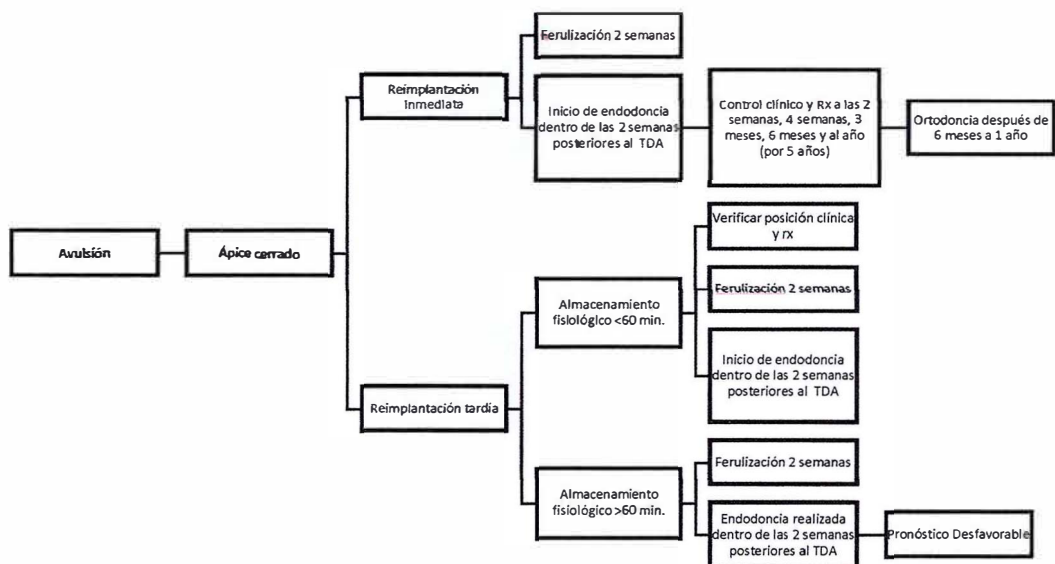 Ferulización 2 semanas
Reimplantación
Inmediata
Inicio de endodoncia
dentro de las 2 semanas
posteriores al TDA
Control clínico y Rx a las 2
semanas, 4 semanas, 3
meses, 6 meses y al año
(por 5 años)
Ortodoncia después de
6 meses a 1 año
Avulsión
Ápice cerrado
Verificar posición clínica
y rx
Almacenamiento
fisiológico <60 min.
Ferulización 2 semanas
Inicio de endodoncia
dentro de las 2 semanas
posteriores al TDA
Reimplantación tardía
Ferulización 2 semanas
Almacenamiento
fisiológico >60 min.
Endodoncia realizada
dentro de las 2 semanas
posteriores al TDA
Pronóstico Desfavorable